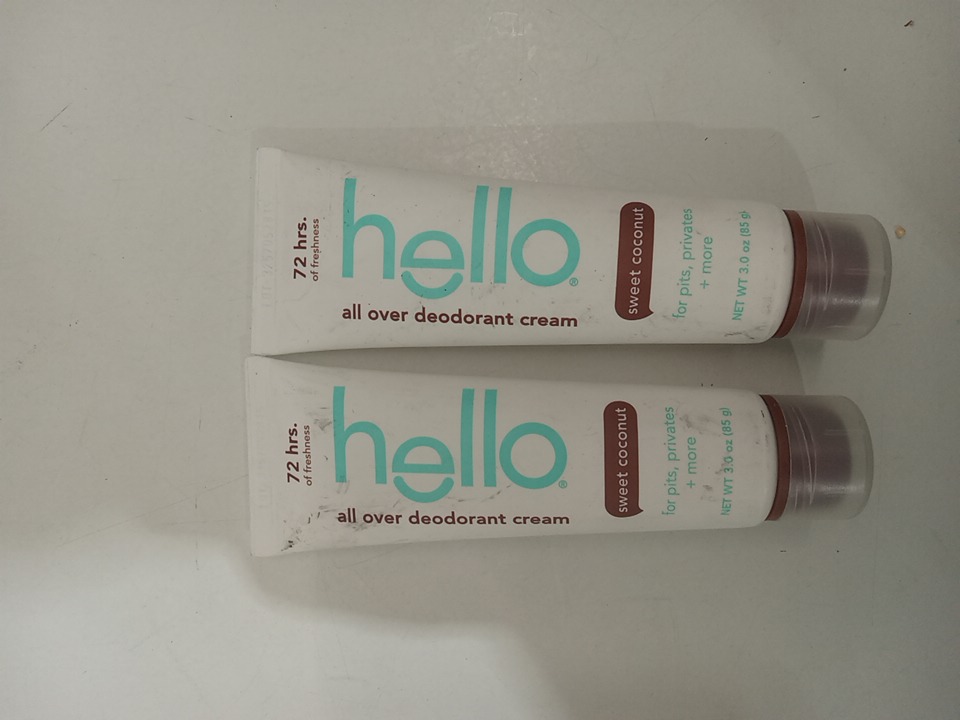 72 hrs.
of freshness
hello®
all over deodorant cream
sweet coconut
for pits, privates
+ more
NET WT 3.0 oz (85 g)
72 hrs.
of freshness
hello®
all over deodorant cream
sweet coconut
for pits, privates
+ more
NET WT 3.0 oz (85 g)